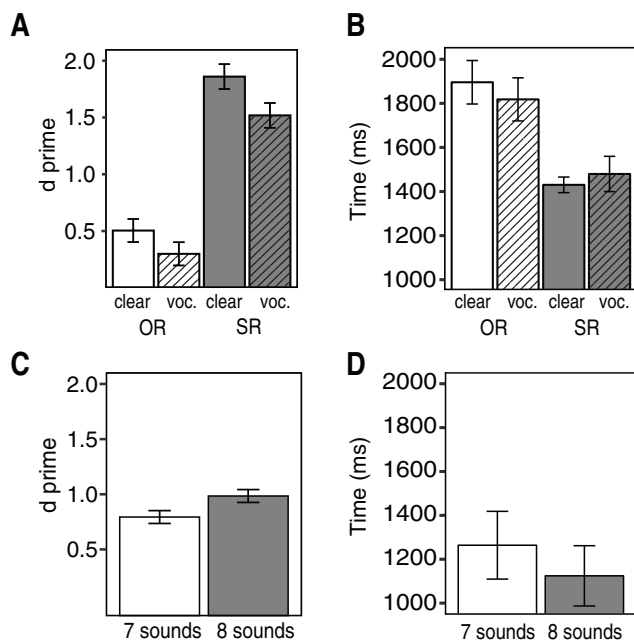 A
d prime
2.0
1.5
1.0
0.5
clear voc. clear voc.
OR SR
B
Time (ms)
2000
1800
1600
1400
1200
1000
clear voc. clear voc.
OR SR
C
d prime
2.0
1.5
1.0
0.5
7 sounds 8 sounds
D
Time (ms)
2000
1800
1600
1400
1200
1000
7 sounds 8 sounds